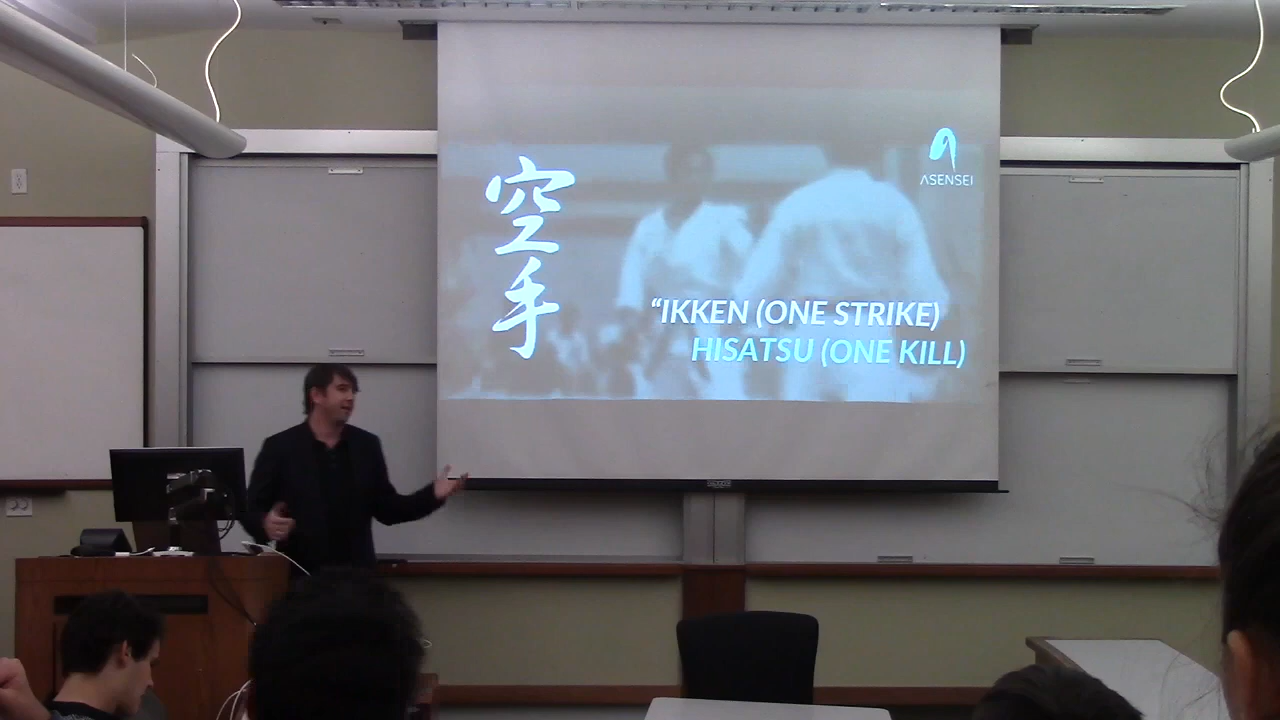 空手
ASENSEI
“IKKEN (ONE STRIKE)
HISATSU (ONE KILL)